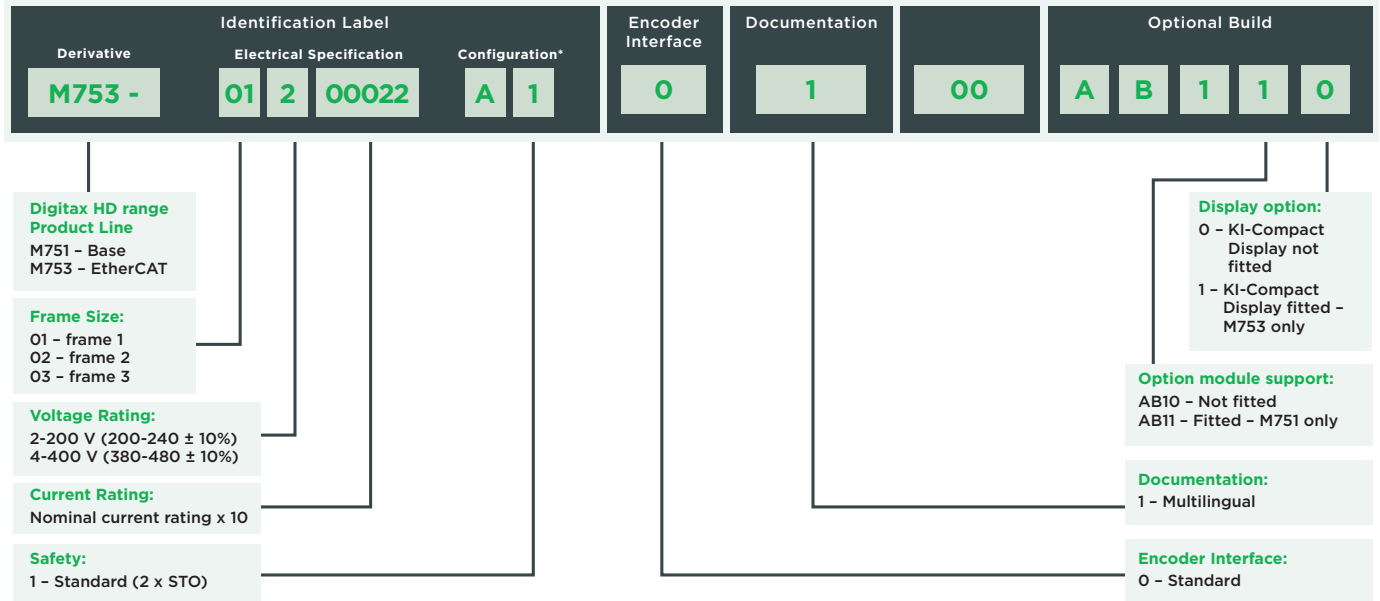 Identification Label
Encoder
Interface
Documentation
Optional Build
Derivative
Electrical Specification
Configuration*
M753 -
01
2
00022
A
1
0
1
00
A
B
1
1
0
Digitax HD range
Product Line
M751 – Base
M753 – EtherCAT
Frame Size:
01 – frame 1
02 – frame 2
03 – frame 3
Voltage Rating:
2-200 V (200-240 ± 10%)
4-400 V (380-480 ± 10%)
Current Rating:
Nominal current rating x 10
Safety:
1 – Standard (2 x STO)
Display option:
0 – KI-Compact
Display not
fitted
1 – KI-Compact
Display fitted –
M753 only
Option module support:
AB10 – Not fitted
AB11 – Fitted – M751 only
Documentation:
1 – Multilingual
Encoder Interface:
0 – Standard